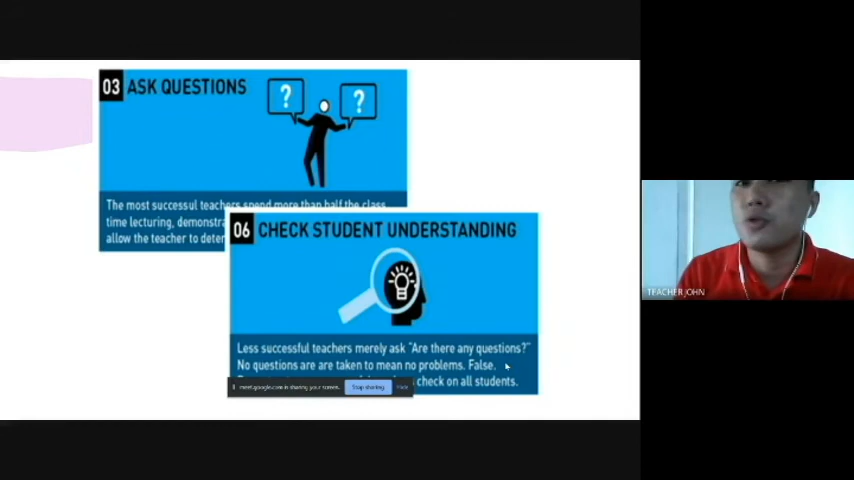 03 ASK QUESTIONS
? ?
The most successful teachers spend more than half the class
time lecturing, demonstra
allow the teacher to deter
06 CHECK STUDENT UNDERSTANDING
Less successful teachers merely ask "Are there any questions?"
No questions are are taken to mean no problems. False.
check on all students.
meet.google.com is sharing your screen.
Stop sharing
Hide
TEACHER JOHN